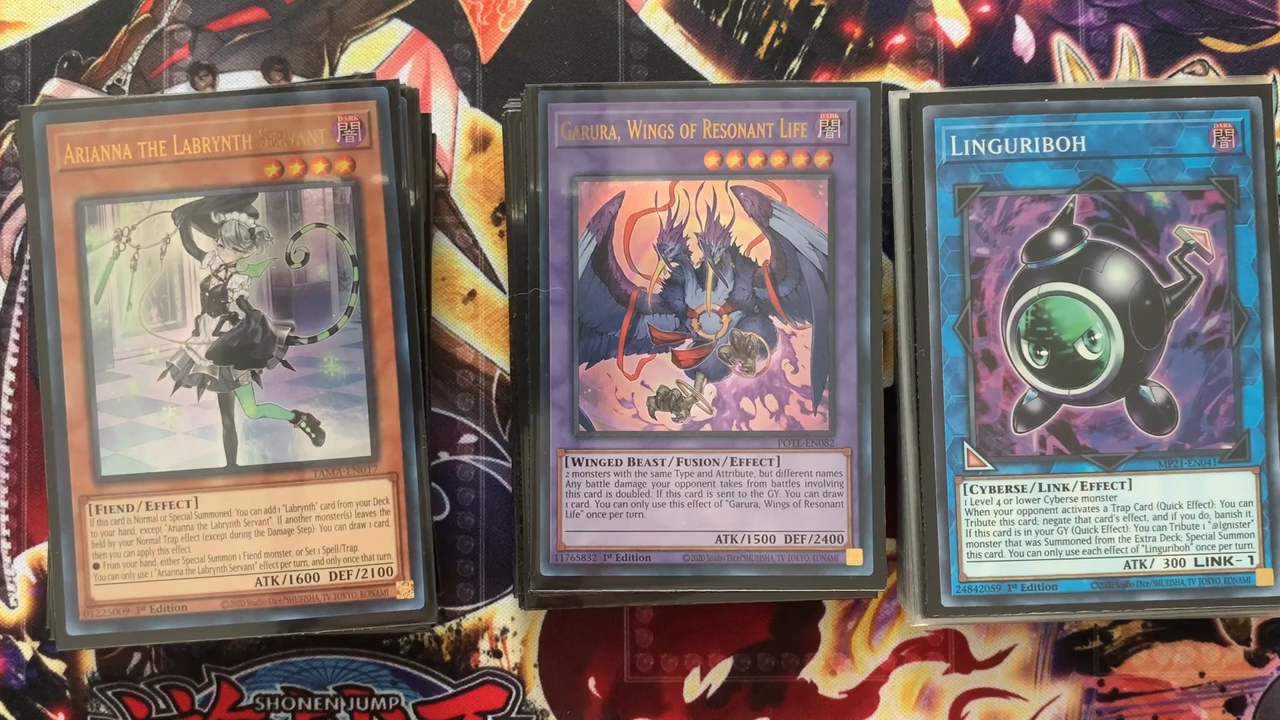 ARIANNA THE LABRYNTH SERVANT
DARK
闇
TAMA-EN017
[FIEND/EFFECT]
If this card is Normal or Special Summoned: You can add 1 "Labrynth" card from your Deck
to your hand, except "Arianna the Labrynth Servant". If another monster(s) leaves the
field by your Normal Trap effect (except during the Damage Step): You can draw 1 card,
then you can apply this effect.
● From your hand, either Special Summon 1 Fiend monster, or Set 1 Spell/Trap.
You can only use 1 "Arianna the Labrynth Servant" effect per turn, and only once that turn.
ATK/1600 DEF/2100
01225009 1st Edition ©2020 Studio Dice/SHUEISHA, TV TOKYO, KONAMI
GARURA, WINGS OF RESONANT LIFE
DARK
闇
POTE-EN082
[WINGED BEAST/FUSION/EFFECT]
2 monsters with the same Type and Attribute, but different names
Any battle damage your opponent takes from battles involving
this card is doubled. If this card is sent to the GY: You can draw
1 card. You can only use this effect of "Garura, Wings of Resonant
Life" once per turn.
ATK/1500 DEF/2400
11765832 1st Edition ©2020 Studio Dice/SHUEISHA, TV TOKYO, KONAMI
LINGURIBOH
DARK
闇
MP21-EN041
[CYBERSE/LINK/EFFECT]
1 Level 4 or lower Cyberse monster
When your opponent activates a Trap Card (Quick Effect): You can
Tribute this card; negate that card's effect, and if you do, banish it.
If this card is in your GY (Quick Effect): You can Tribute 1 "@Ignister"
monster that was Summoned from the Extra Deck; Special Summon
this card. You can only use each effect of "Linguriboh" once per turn.
ATK/ 300 LINK-1
24842059 1st Edition ©2020 Studio Dice/SHUEISHA, TV TOKYO, KONAMI
SHONEN JUMP